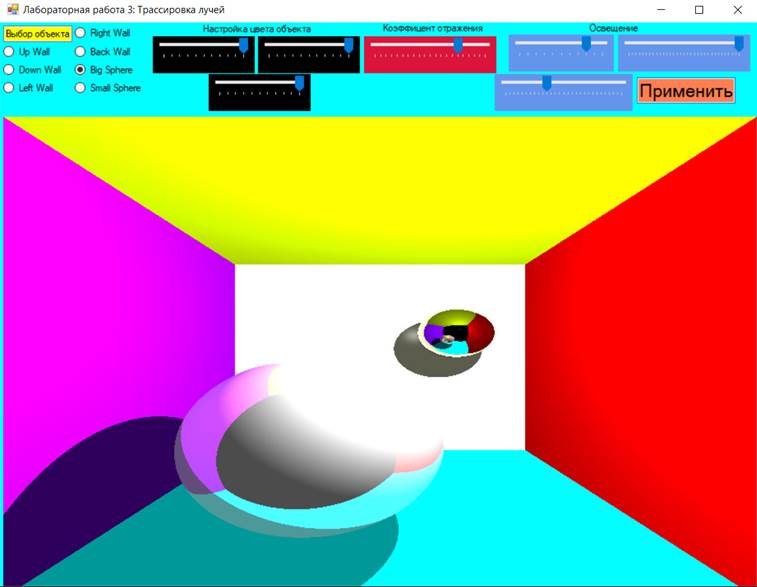 Лабораторная работа 3: Трассировка лучей
Выбор объекта
Up Wall
Down Wall
Left Wall
Right Wall
Back Wall
Big Sphere
Small Sphere
Настройка цвета объекта
Коэффицент отражения
Освещение
Применить